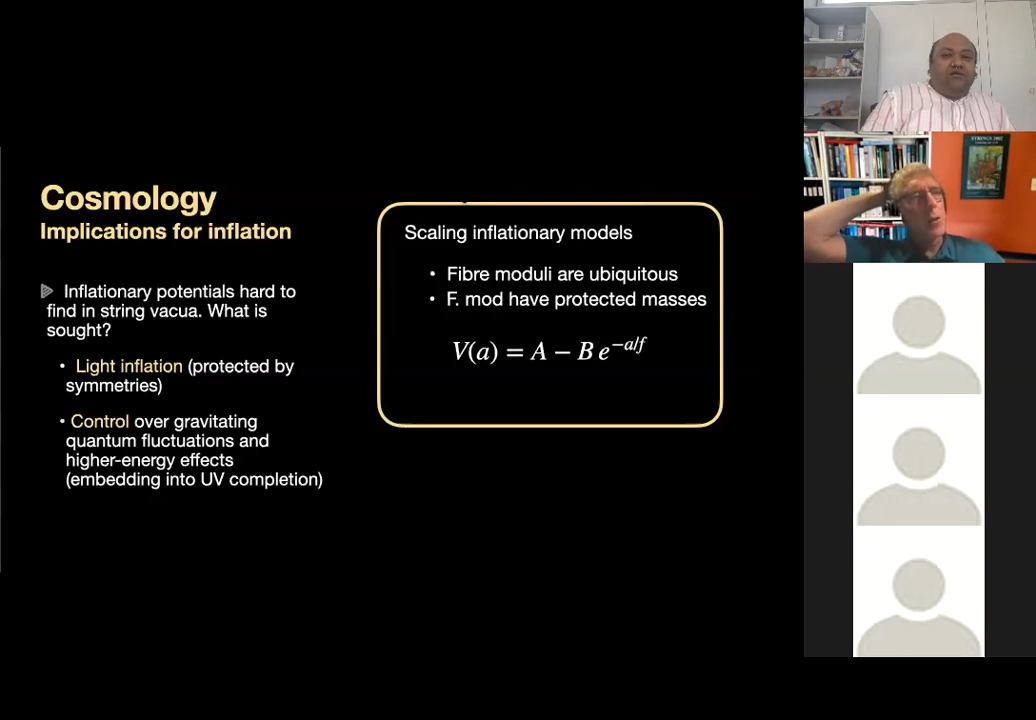 Cosmology
Implications for inflation
Inflationary potentials hard to
find in string vacua. What is
sought?
• Light inflation (protected by
symmetries)
• Control over gravitating
quantum fluctuations and
higher-energy effects
(embedding into UV completion)
Scaling inflationary models
• Fibre moduli are ubiquitous
• F. mod have protected masses
V(a) = A − B e^{−a/f}